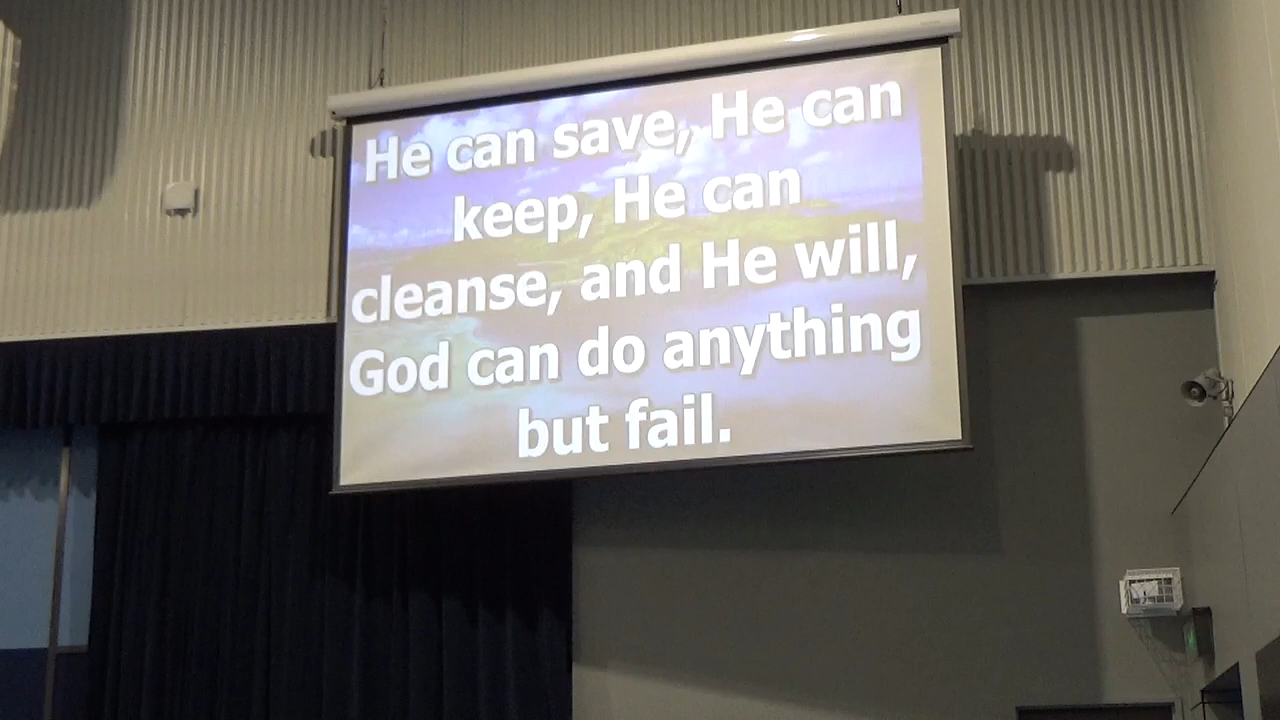 He can save, He can
keep, He can
cleanse, and He will,
God can do anything
but fail.